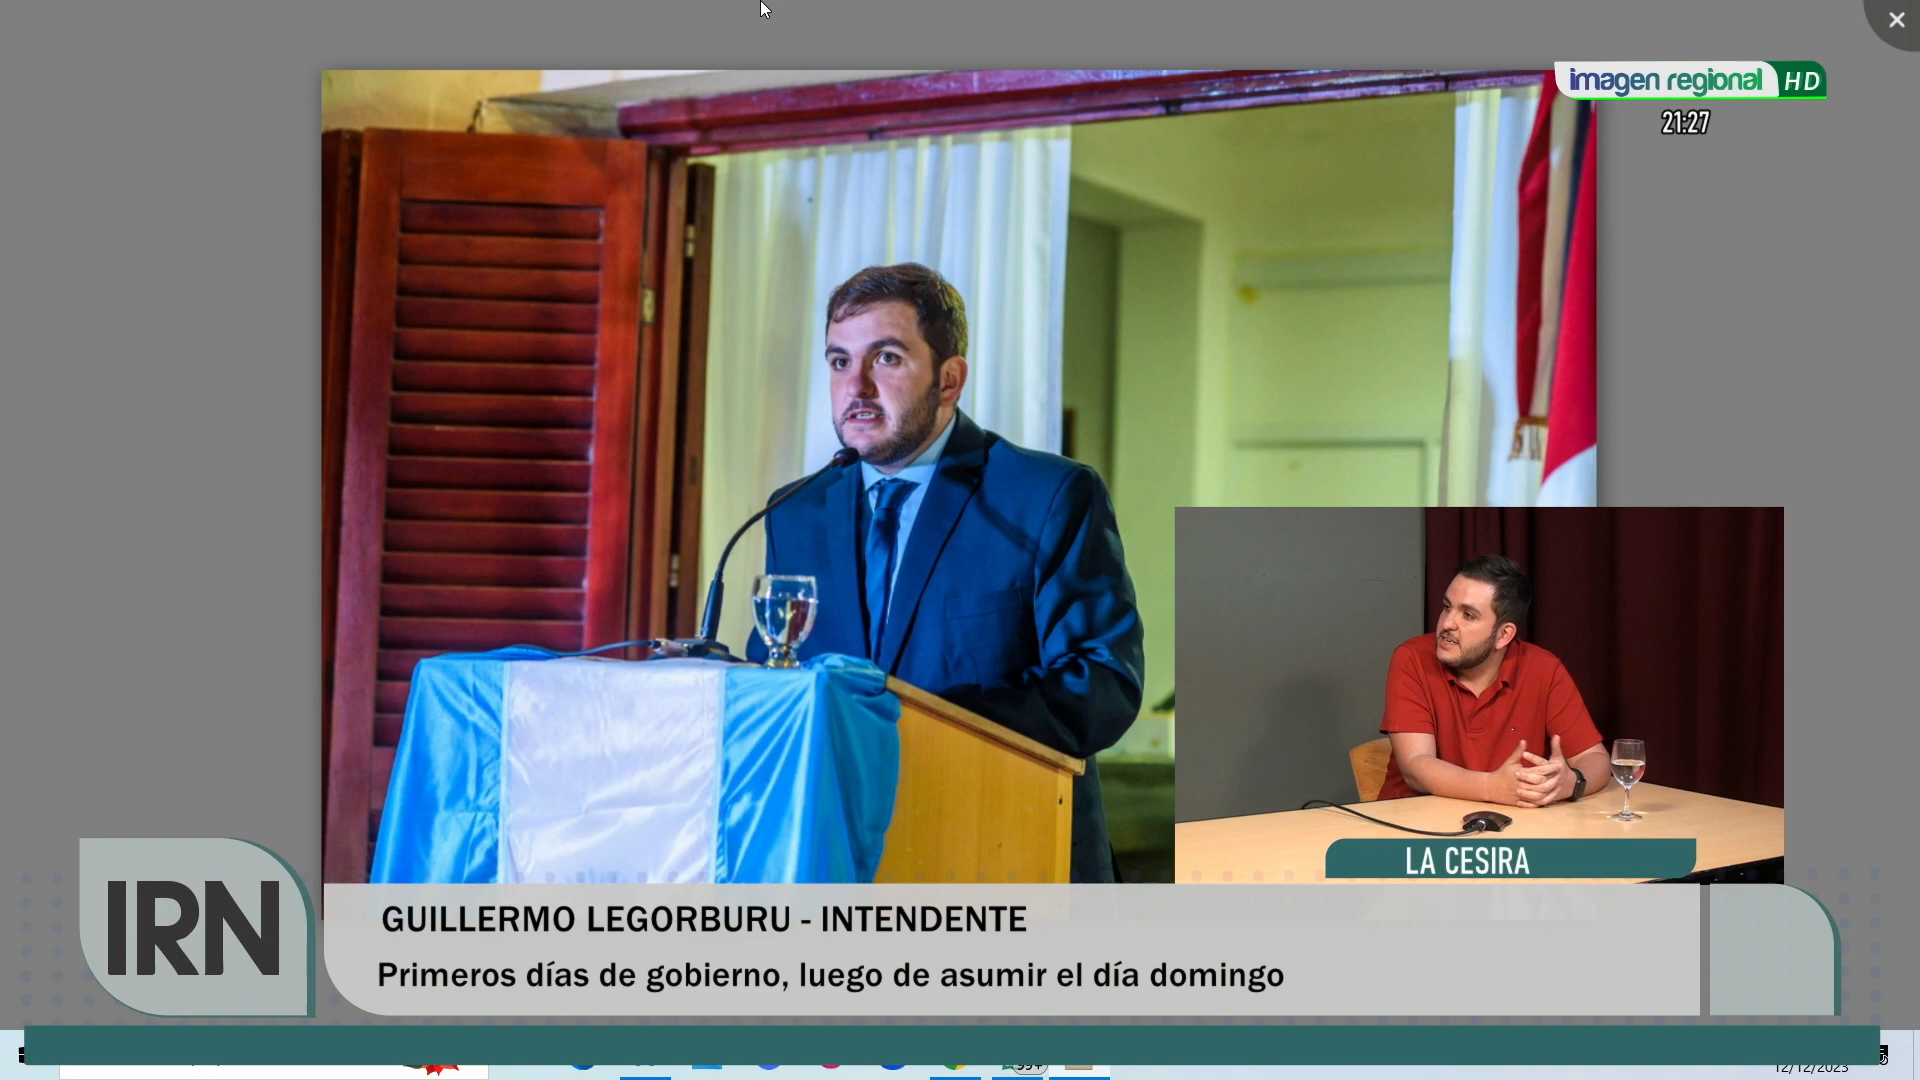 imagen regional HD
21:27
LA CESIRA
IRN
GUILLERMO LEGORBURU - INTENDENTE
Primeros días de gobierno, luego de asumir el día domingo
99+
12/12/2023